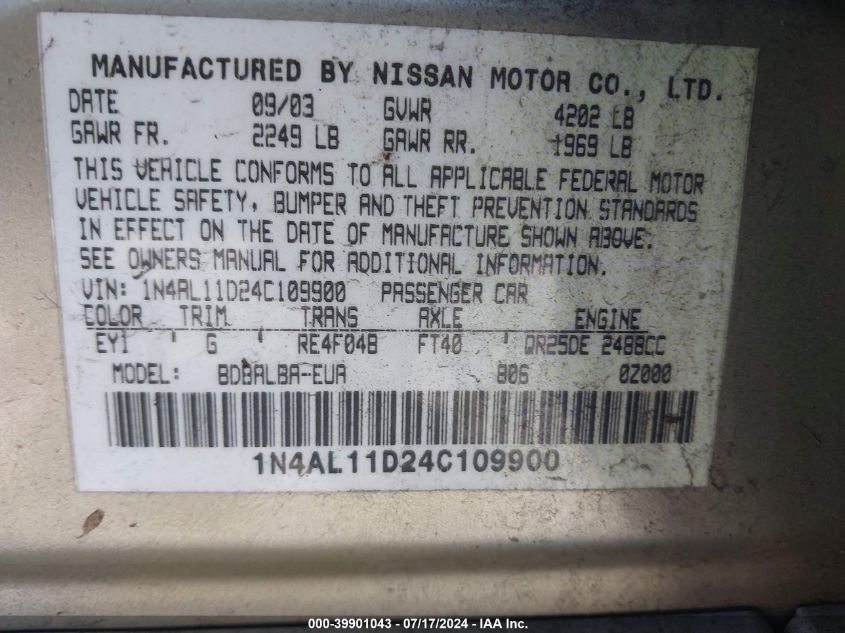 MANUFACTURED BY NISSAN MOTOR CO., LTD.
DATE 09/03 GVWR 4202 LB
GAWR FR. 2249 LB GAWR RR. 1969 LB
THIS VEHICLE CONFORMS TO ALL APPLICABLE FEDERAL MOTOR
VEHICLE SAFETY, BUMPER AND THEFT PREVENTION STANDARDS
IN EFFECT ON THE DATE OF MANUFACTURE SHOWN ABOVE.
SEE OWNERS MANUAL FOR ADDITIONAL INFORMATION.
VIN: 1N4AL11D24C109900 PASSENGER CAR
COLOR TRIM TRANS AXLE ENGINE
EY1 ' G ' RE4F04B FT40 ' QR25DE 2488CC
MODEL: BDBALBA-EUA 806 0Z000
1N4AL11D24C109900
000-39901043 - 07/17/2024 - IAA Inc.